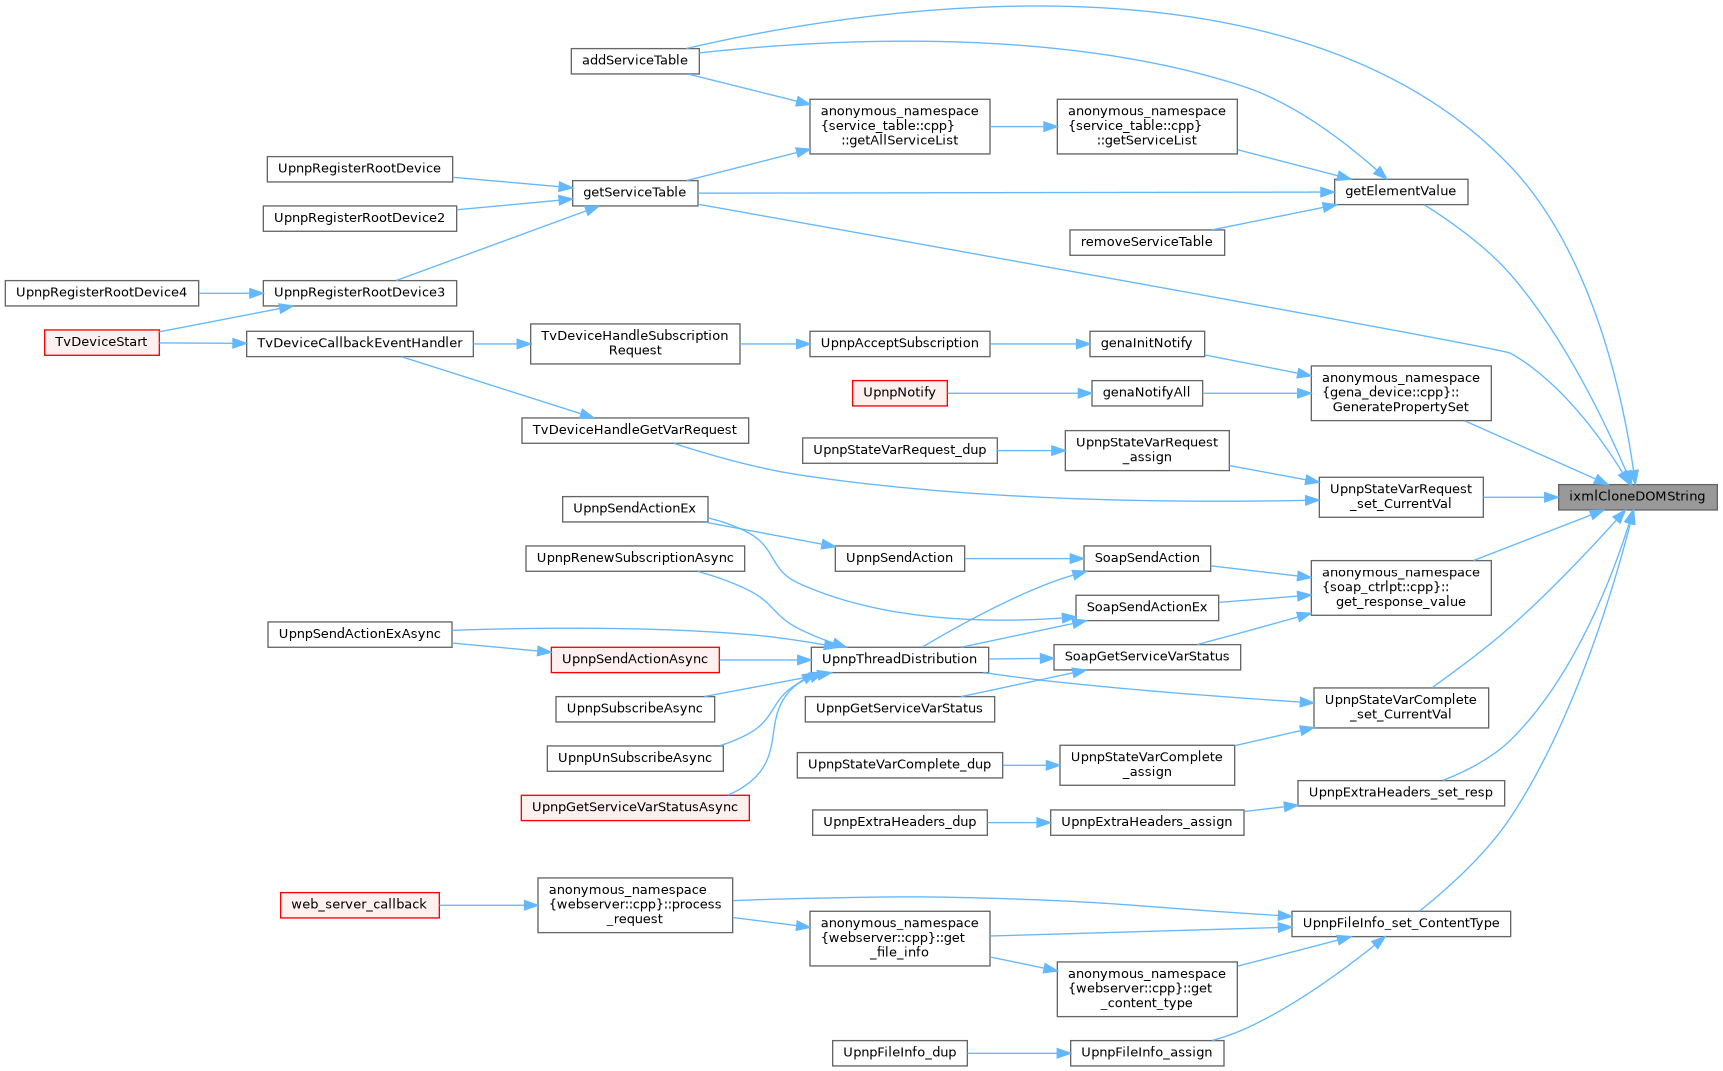 addServiceTable
anonymous_namespace
{service_table::cpp}
::getAllServiceList
anonymous_namespace
{service_table::cpp}
::getServiceList
UpnpRegisterRootDevice
getServiceTable
getElementValue
UpnpRegisterRootDevice2
removeServiceTable
UpnpRegisterRootDevice4
UpnpRegisterRootDevice3
TvDeviceStart
TvDeviceCallbackEventHandler
TvDeviceHandleSubscription
Request
UpnpAcceptSubscription
genaInitNotify
UpnpNotify
genaNotifyAll
anonymous_namespace
{gena_device::cpp}::
GeneratePropertySet
TvDeviceHandleGetVarRequest
UpnpStateVarRequest_dup
UpnpStateVarRequest
_assign
UpnpStateVarRequest
_set_CurrentVal
ixmlCloneDOMString
UpnpSendActionEx
UpnpRenewSubscriptionAsync
UpnpSendAction
SoapSendAction
anonymous_namespace
{soap_ctrlpt::cpp}::
get_response_value
SoapSendActionEx
UpnpSendActionExAsync
UpnpSendActionAsync
UpnpThreadDistribution
SoapGetServiceVarStatus
UpnpSubscribeAsync
UpnpGetServiceVarStatus
UpnpStateVarComplete
_set_CurrentVal
UpnpUnSubscribeAsync
UpnpStateVarComplete_dup
UpnpStateVarComplete
_assign
UpnpGetServiceVarStatusAsync
UpnpExtraHeaders_set_resp
UpnpExtraHeaders_dup
UpnpExtraHeaders_assign
web_server_callback
anonymous_namespace
{webserver::cpp}::process
_request
anonymous_namespace
{webserver::cpp}::get
_file_info
UpnpFileInfo_set_ContentType
anonymous_namespace
{webserver::cpp}::get
_content_type
UpnpFileInfo_dup
UpnpFileInfo_assign